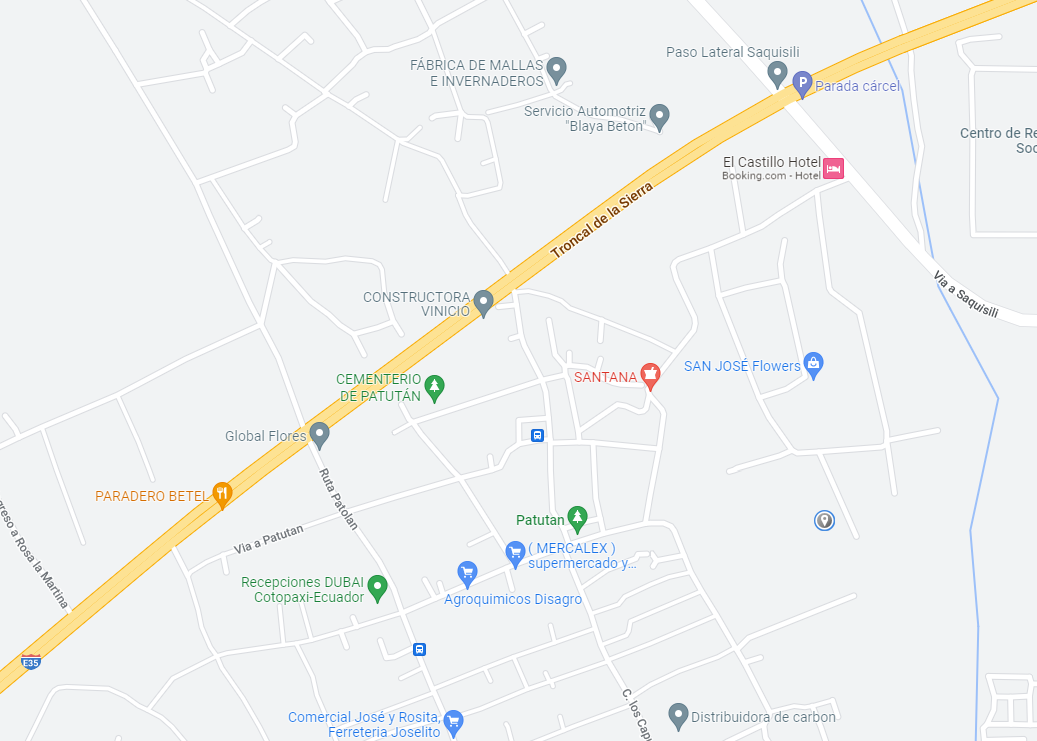 Paso Lateral Saquisilí
FÁBRICA DE MALLAS
E INVERNADEROS
P
Parada cárcel
Servicio Automotriz
"Blaya Beton"
Centro de Re
Soc
El Castillo Hotel
Booking.com - Hotel
Troncal de la Sierra
Via a Saquisili
CONSTRUCTORA
VINICIO
SAN JOSÉ Flowers
SANTANA
CEMENTERIO
DE PATUTÁN
Global Flores
PARADERO BETEL
Ruta Patolan
greso a Rosa la Martina
Via a Patutan
Patutan
( MERCALEX )
supermercado y…
Recepciones DUBAI
Cotopaxi-Ecuador
Agroquimicos Disagro
E35
C. los Capu
Comercial José y Rosita,
Ferreteria Joselito
Distribuidora de carbon